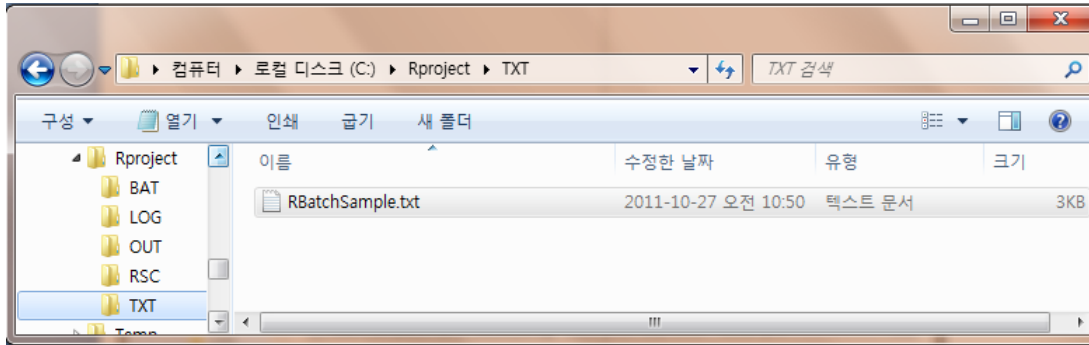 컴퓨터 로컬 디스크 (C:) Rproject TXT TXT 검색
구성 열기 인쇄 굽기 새 폴더
Rproject 이름 수정한 날짜 유형 크기
BAT
RBatchSample.txt 2011-10-27 오전 10:50 텍스트 문서 3KB
LOG
OUT
RSC
TXT
Temp